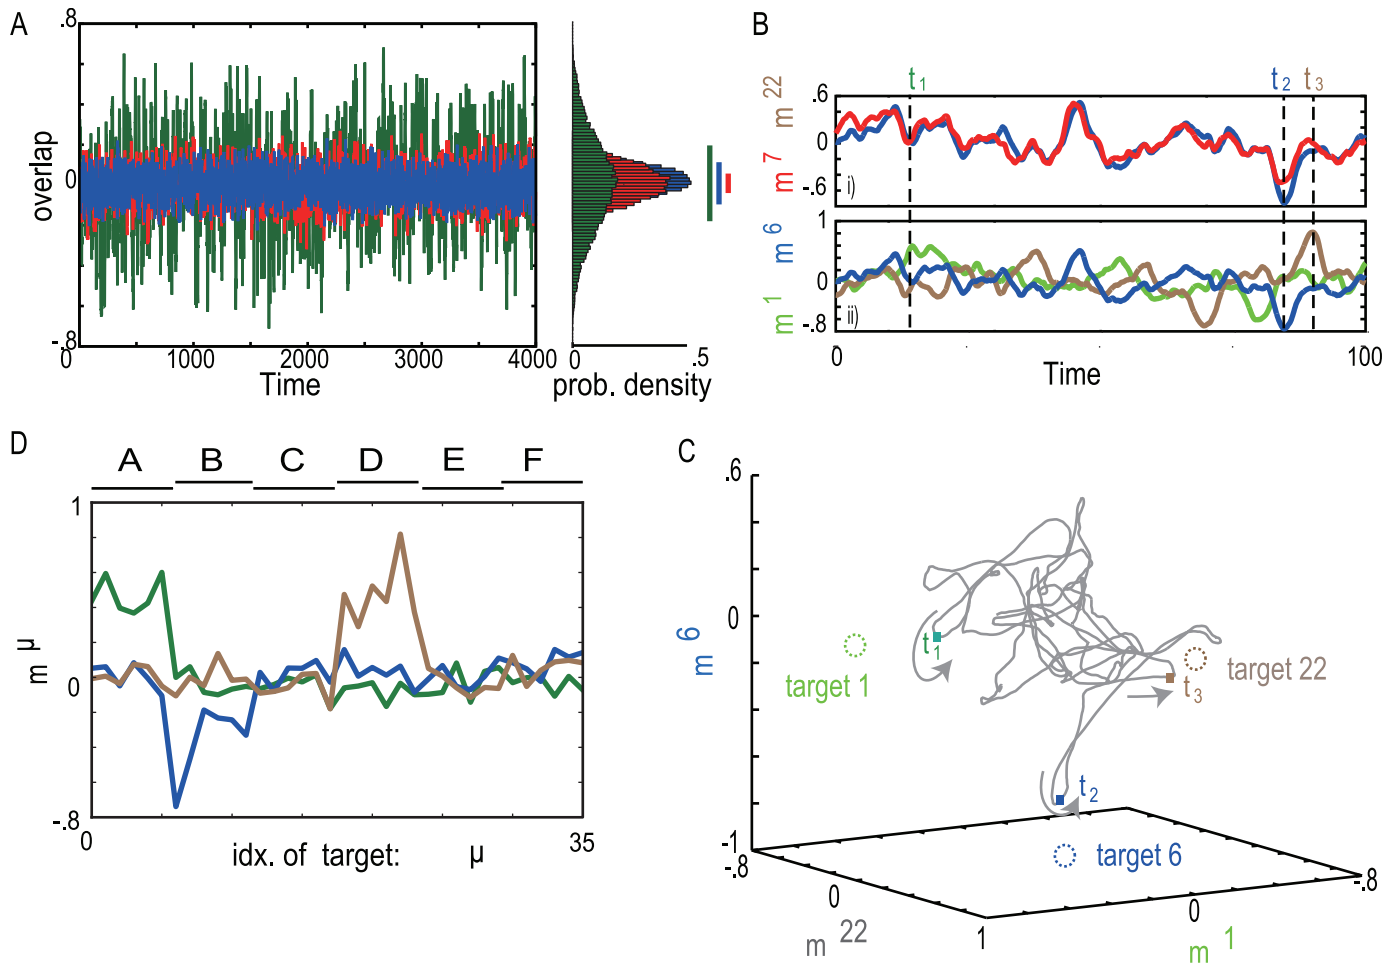 A
.8
0
-.8
overlap
0 1000 2000 3000 4000
Time
0 .5
prob. density
B
t1 t2 t3
m 7 m 22
.6
0
-.6
i)
m 1 m 6
1
0
-.8
ii)
0 100
Time
D
A B C D E F
1
0
-.8
m μ
0 35
idx. of target: μ
C
.6
0
-1
m 6
t1
target 1
target 22
t3
t2
target 6
-.8 0 1
m 22
0 -.8
m 1